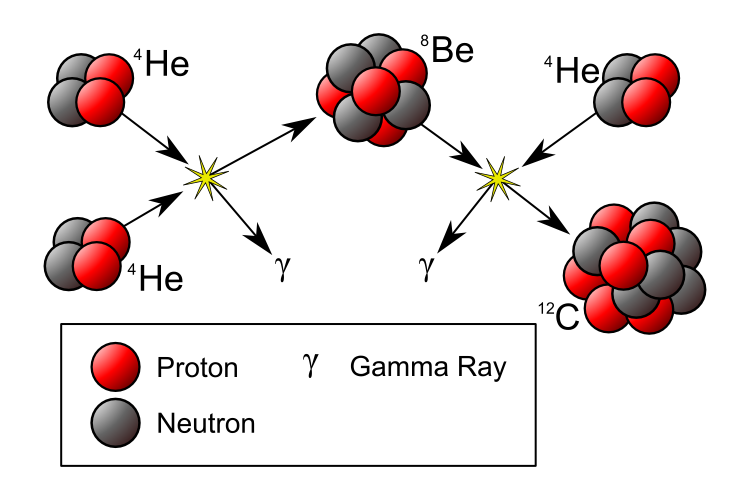 ⁴He
⁸Be
⁴He
γ
γ
⁴He
¹²C
Proton
γ Gamma Ray
Neutron